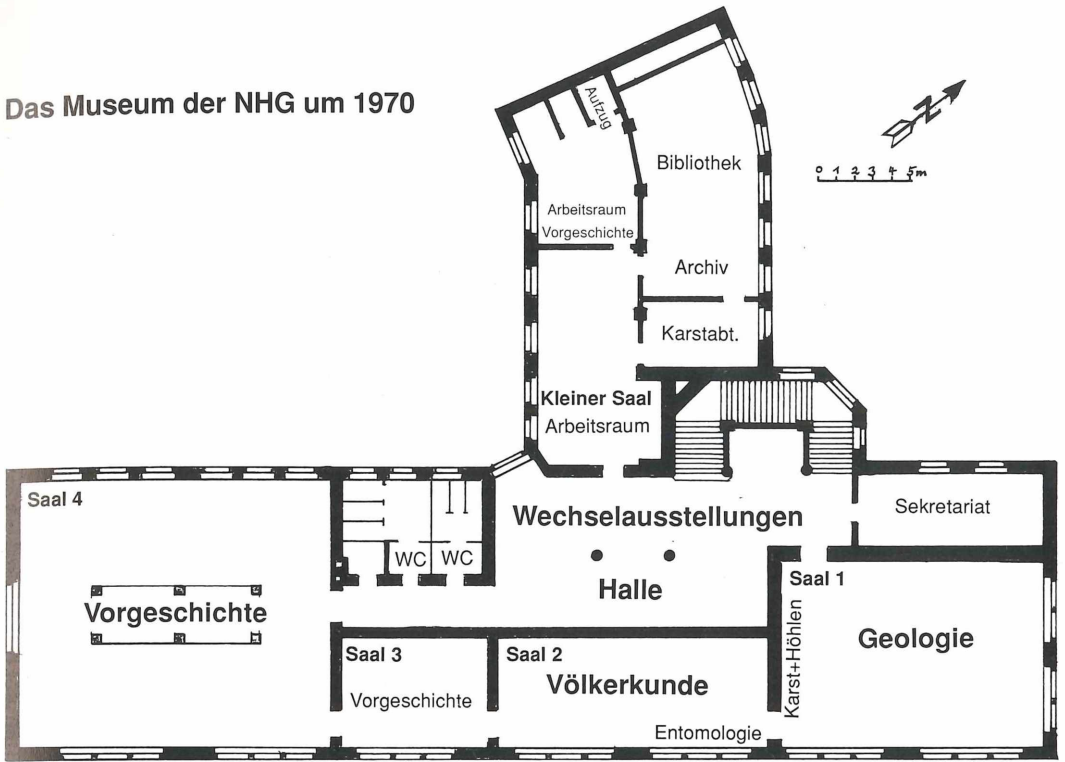 Das Museum der NHG um 1970
Aufzug
N
0 1 2 3 4 5m
Bibliothek
Arbeitsraum
Vorgeschichte
Archiv
Karstabt.
Kleiner Saal
Arbeitsraum
Saal 4
Wechselausstellungen
Sekretariat
WC
WC
Halle
Saal 1
Vorgeschichte
Karst+Höhlen
Geologie
Saal 3
Saal 2
Völkerkunde
Vorgeschichte
Entomologie